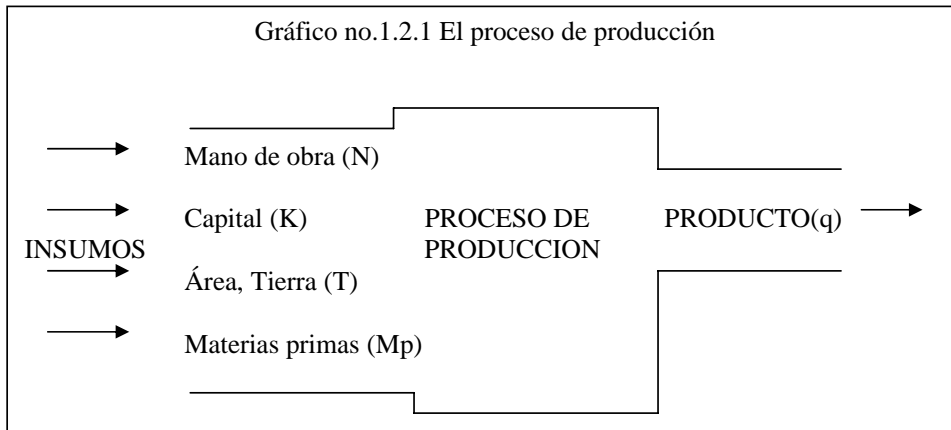 Gráfico no.1.2.1 El proceso de producción
Mano de obra (N)
Capital (K)
PROCESO DE
PRODUCCION
PRODUCTO(q)
INSUMOS
Área, Tierra (T)
Materias primas (Mp)